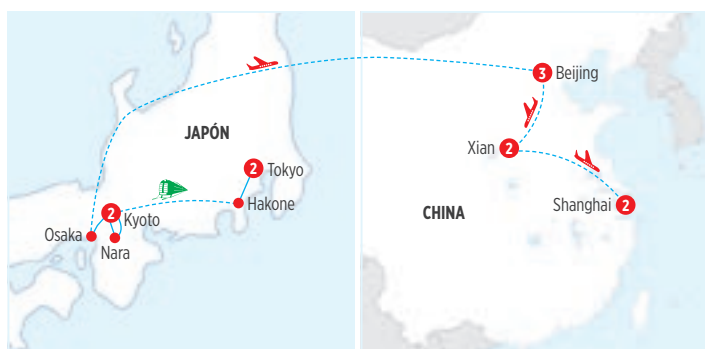 JAPÓN
2 Tokyo
Hakone
2 Kyoto
Osaka
Nara
3 Beijing
Xian 2
Shanghai 2
CHINA